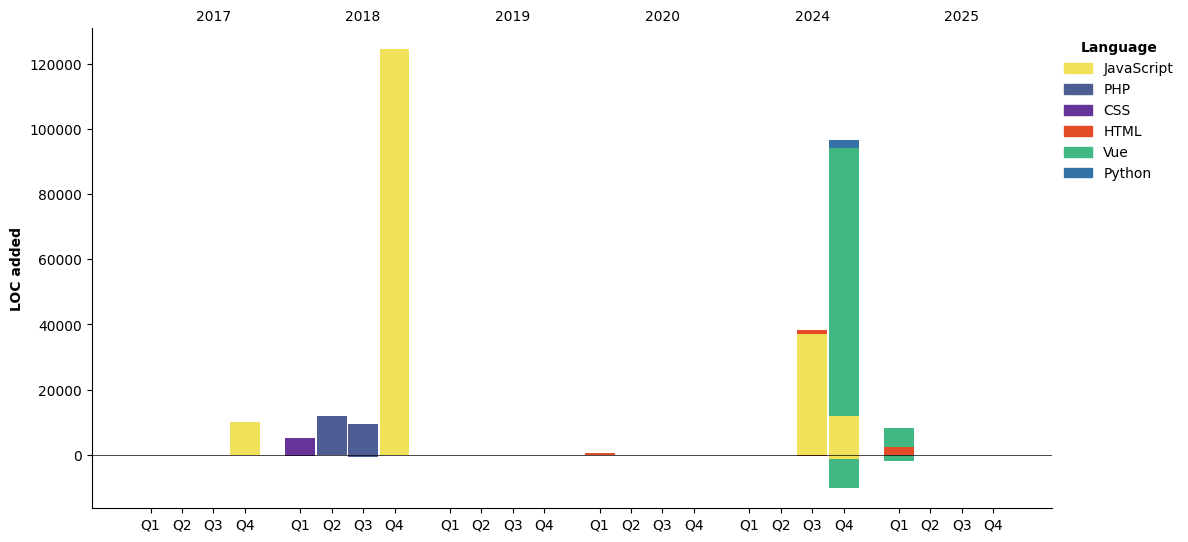 2017 2018 2019 2020 2024 2025
Language
JavaScript
PHP
CSS
HTML
Vue
Python
LOC added
120000
100000
80000
60000
40000
20000
0
Q1 Q2 Q3 Q4 Q1 Q2 Q3 Q4 Q1 Q2 Q3 Q4 Q1 Q2 Q3 Q4 Q1 Q2 Q3 Q4 Q1 Q2 Q3 Q4